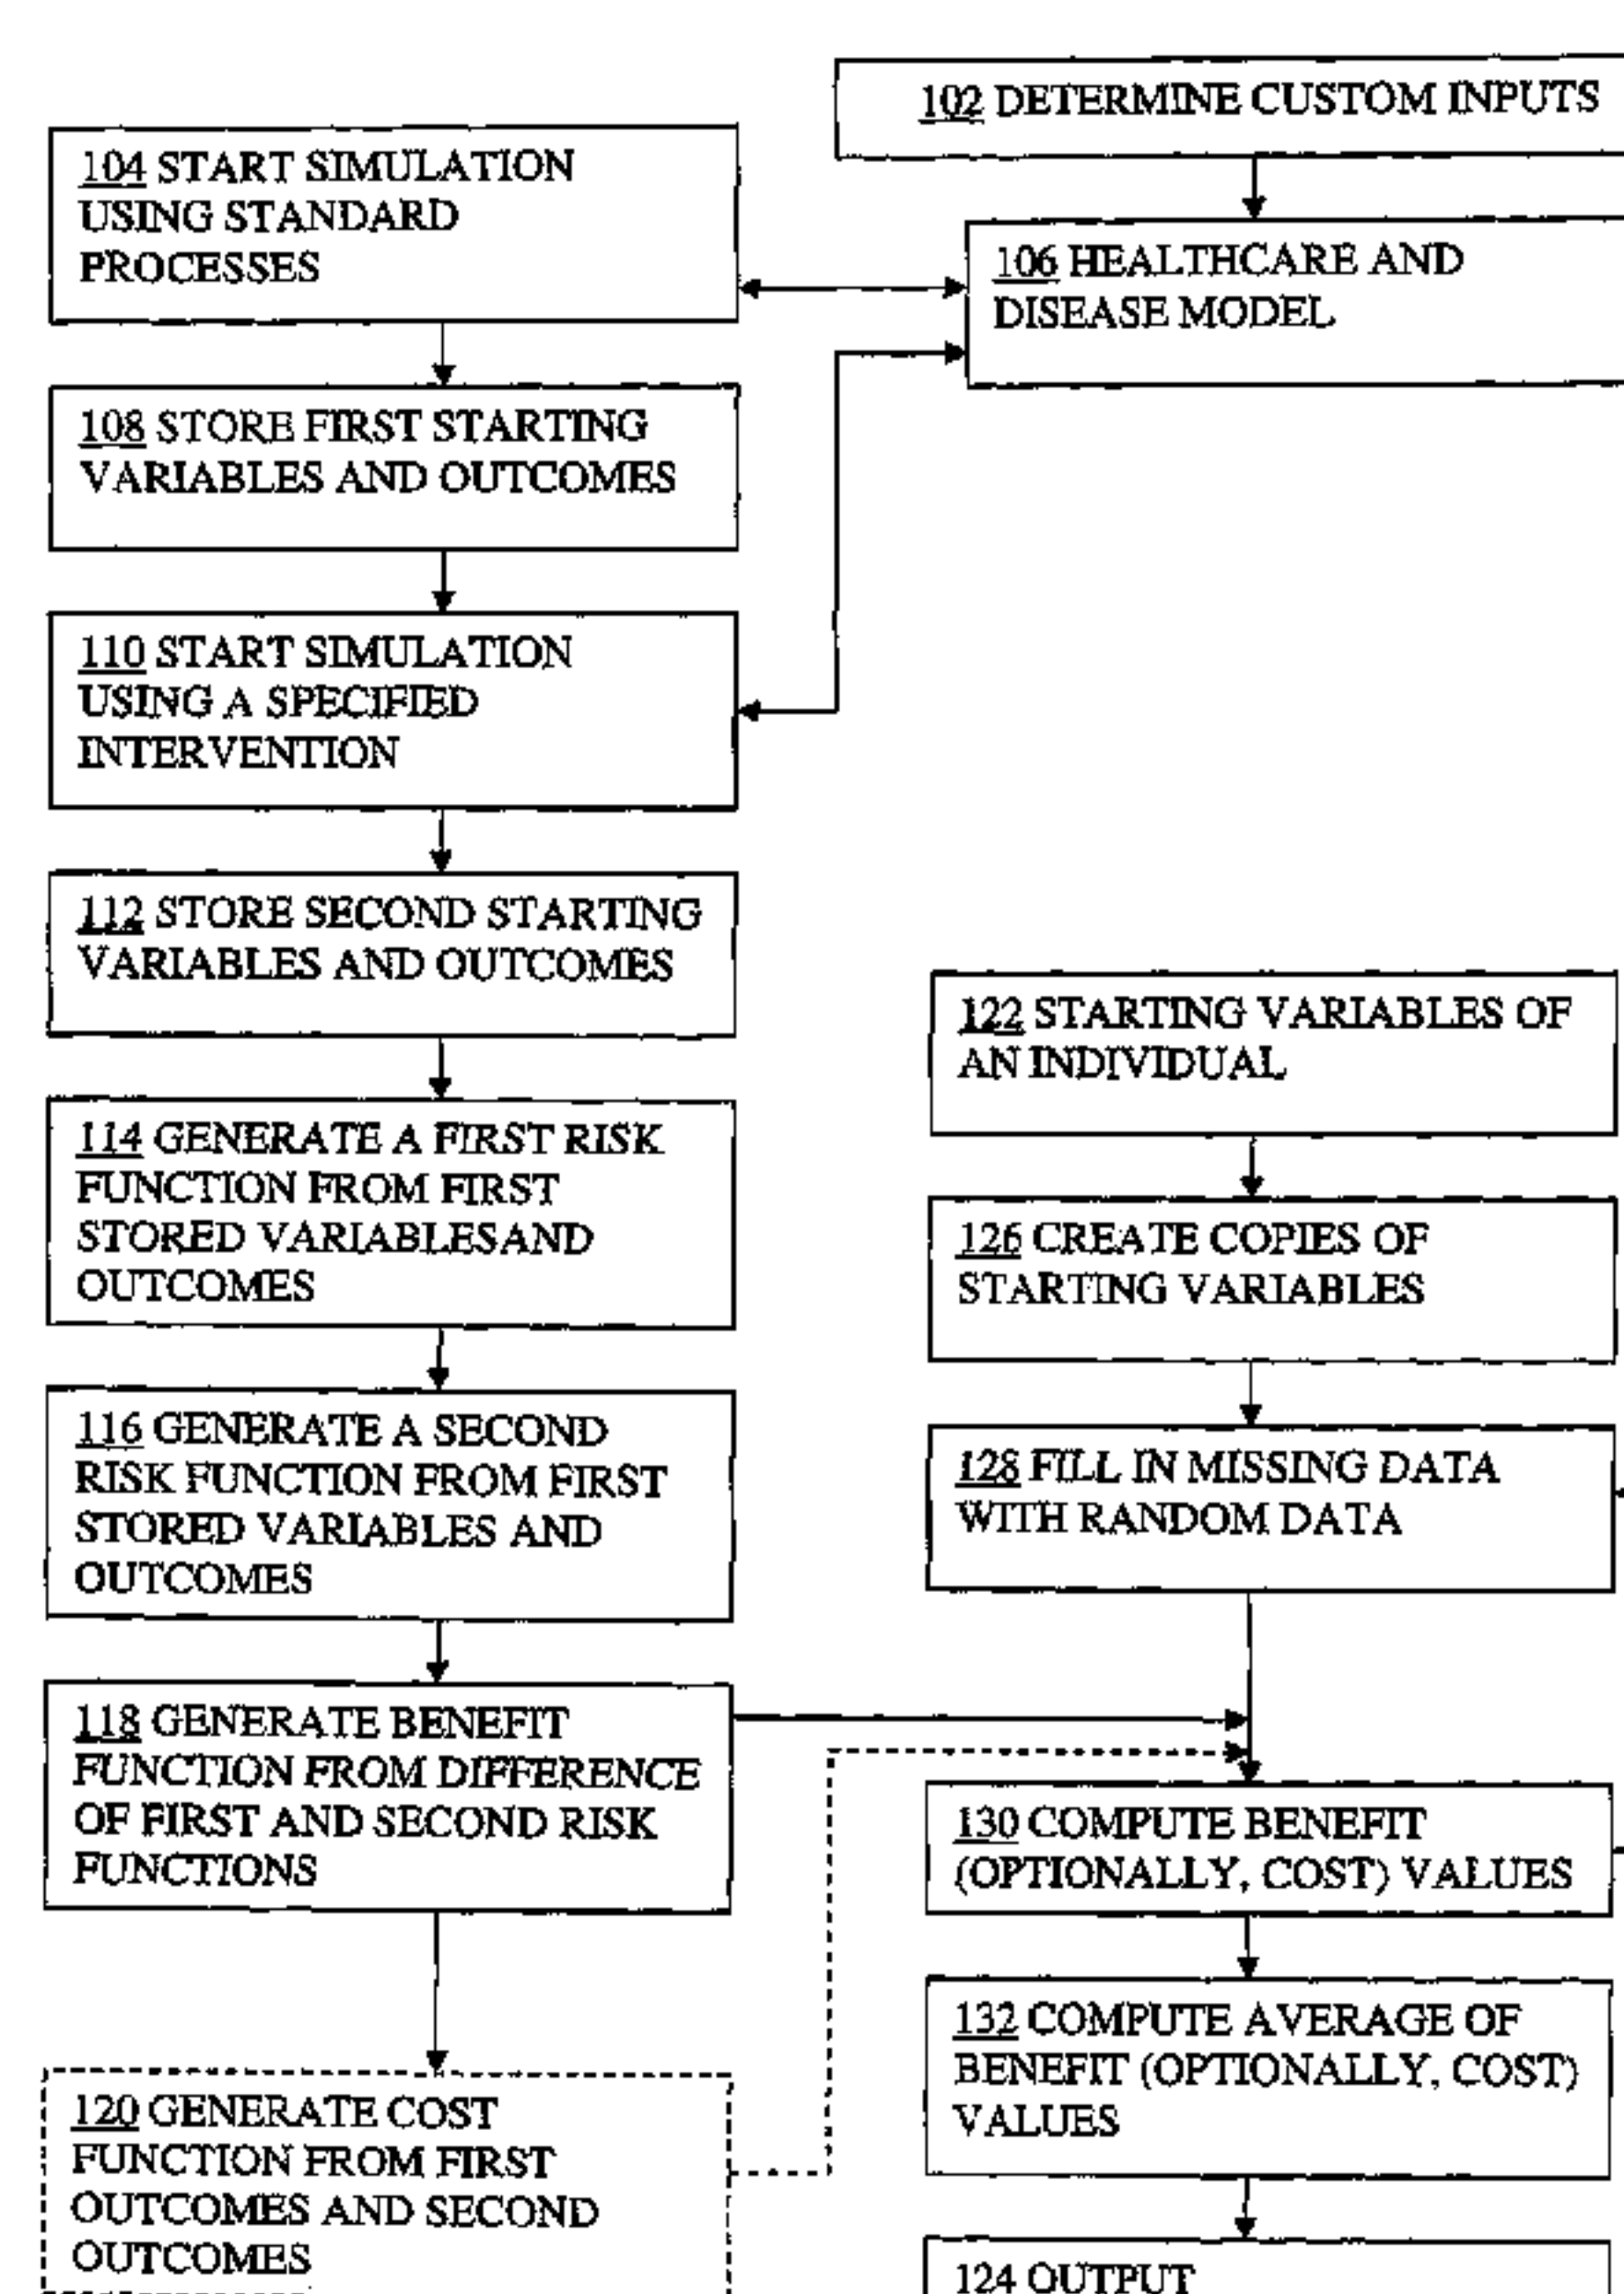 102 DETERMINE CUSTOM INPUTS
104 START SIMULATION
USING STANDARD
PROCESSES
106 HEALTHCARE AND
DISEASE MODEL
108 STORE FIRST STARTING
VARIABLES AND OUTCOMES
110 START SIMULATION
USING A SPECIFIED
INTERVENTION
112 STORE SECOND STARTING
VARIABLES AND OUTCOMES
114 GENERATE A FIRST RISK
FUNCTION FROM FIRST
STORED VARIABLESAND
OUTCOMES
116 GENERATE A SECOND
RISK FUNCTION FROM FIRST
STORED VARIABLES AND
OUTCOMES
118 GENERATE BENEFIT
FUNCTION FROM DIFFERENCE
OF FIRST AND SECOND RISK
FUNCTIONS
120 GENERATE COST
FUNCTION FROM FIRST
OUTCOMES AND SECOND
OUTCOMES
122 STARTING VARIABLES OF
AN INDIVIDUAL
126 CREATE COPIES OF
STARTING VARIABLES
128 FILL IN MISSING DATA
WITH RANDOM DATA
130 COMPUTE BENEFIT
(OPTIONALLY, COST) VALUES
132 COMPUTE AVERAGE OF
BENEFIT (OPTIONALLY, COST)
VALUES
124 OUTPUT